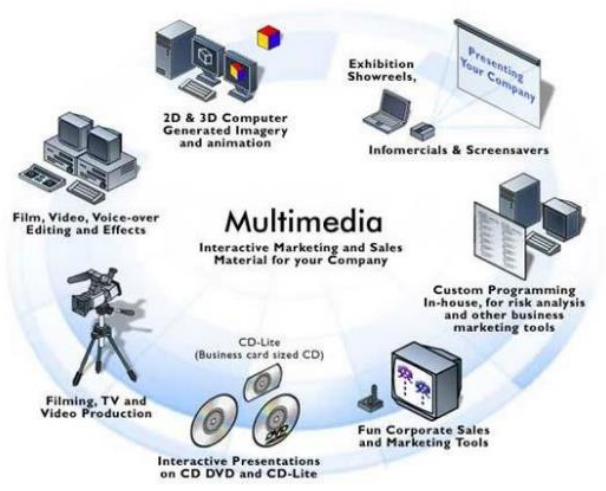 Multimedia
Interactive Marketing and Sales
Material for your Company
2D & 3D Computer
Generated Imagery
and animation
Exhibition
Showreels,
Presenting
Your Company
Infomercials & Screensavers
Custom Programming
In-house, for risk analysis
and other business
marketing tools
Fun Corporate Sales
and Marketing Tools
CD-Lite
(Business card sized CD)
DVD
Interactive Presentations
on CD DVD and CD-Lite
Filming, TV and
Video Production
Film, Video, Voice-over
Editing and Effects